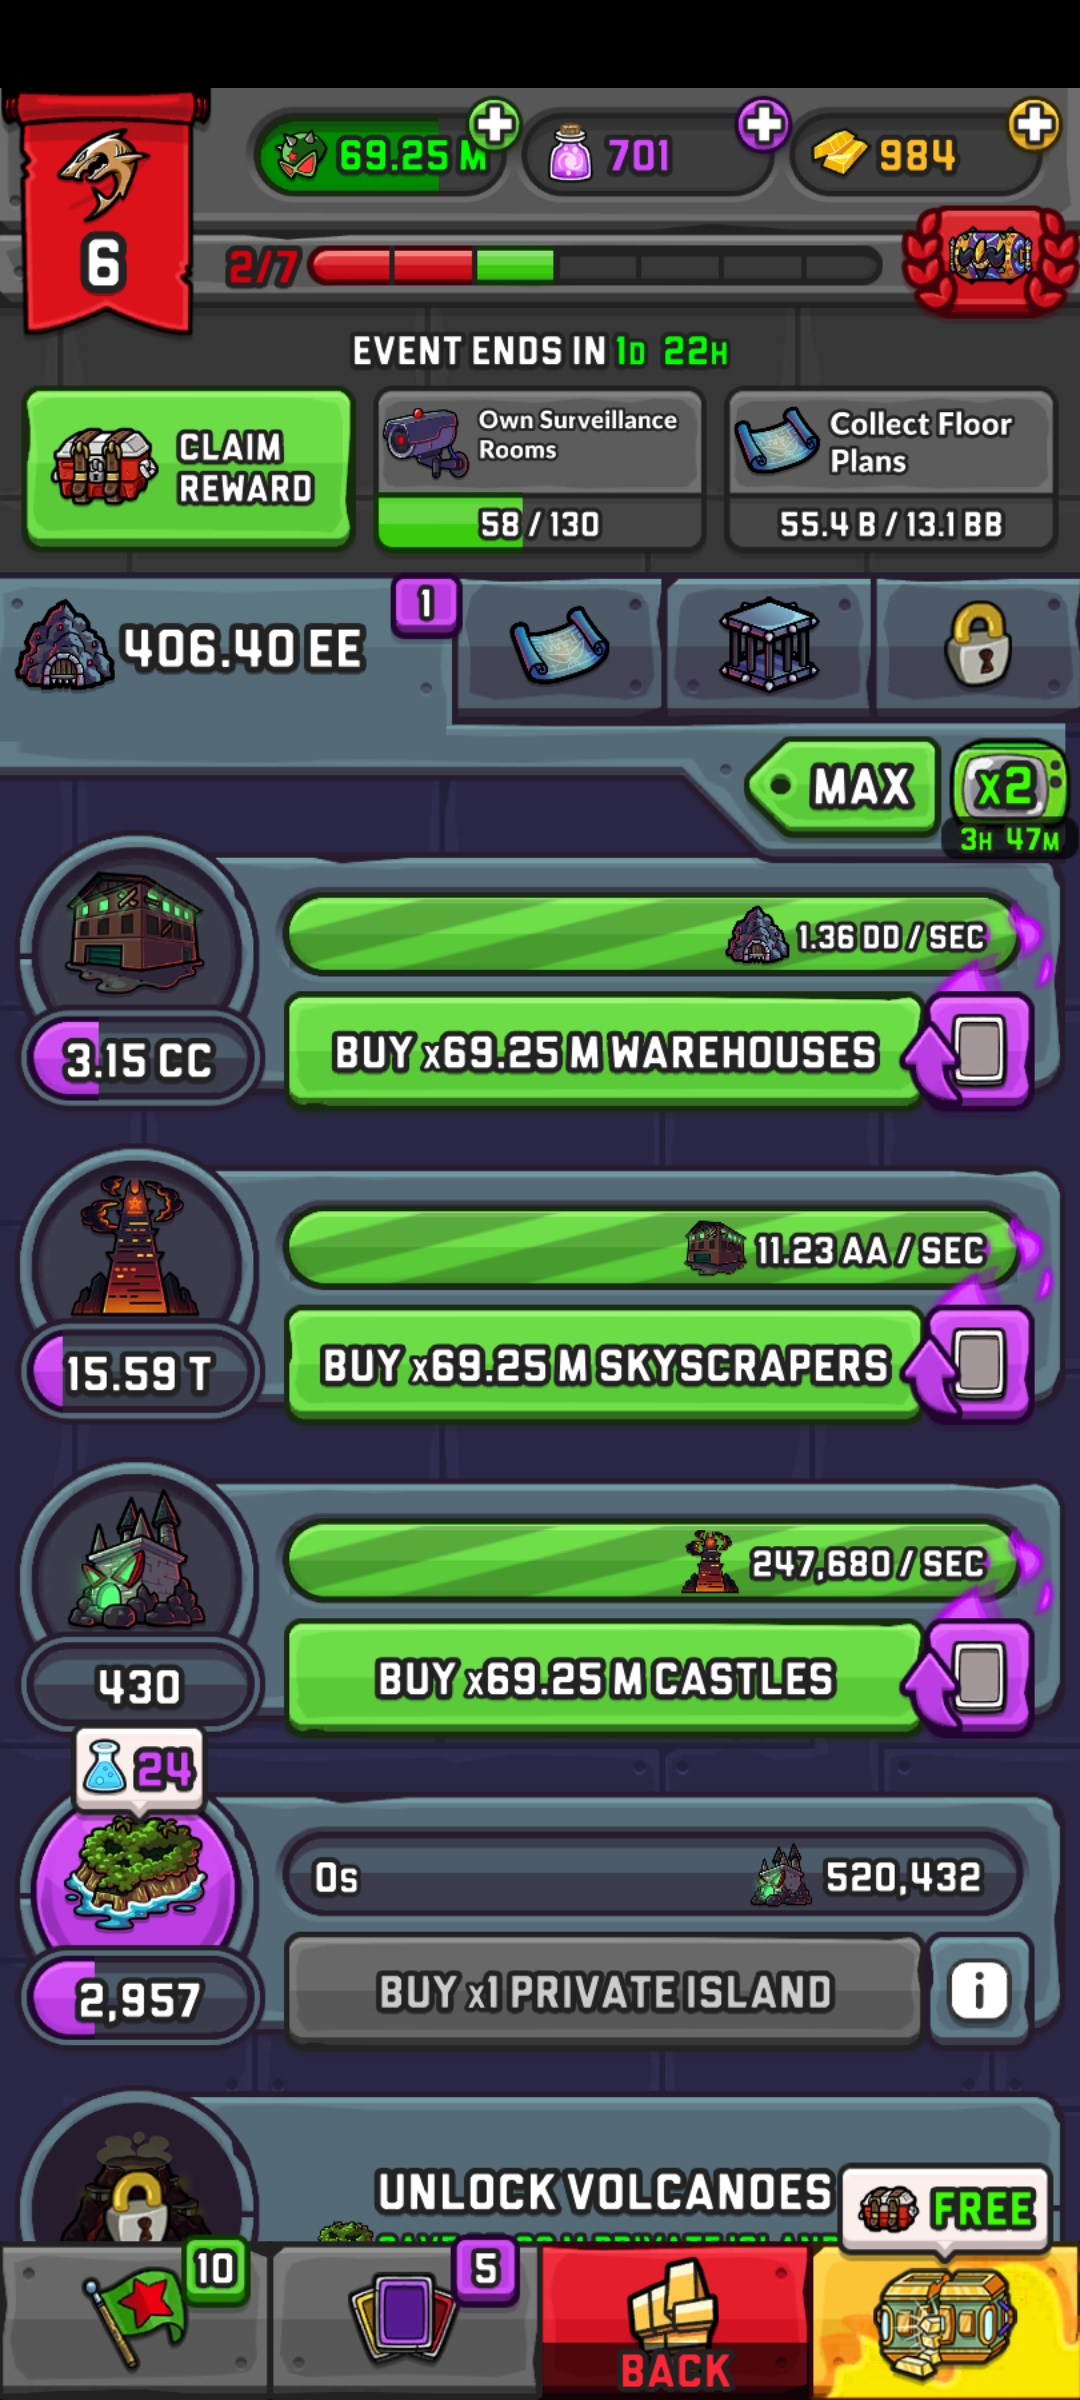 69.25 M
701
984
6
2/7
EVENT ENDS IN 1D 22H
CLAIM
REWARD
Own Surveillance
Rooms
58 / 130
Collect Floor
Plans
55.4 B / 13.1 BB
406.40 EE
1
MAX
x2
3H 47M
1.36 DD / SEC
3.15 CC
BUY x69.25 M WAREHOUSES
11.23 AA / SEC
15.59 T
BUY x69.25 M SKYSCRAPERS
247,680 / SEC
430
BUY x69.25 M CASTLES
24
0s
520,432
2,957
BUY x1 PRIVATE ISLAND
i
UNLOCK VOLCANOES
FREE
10
5
BACK